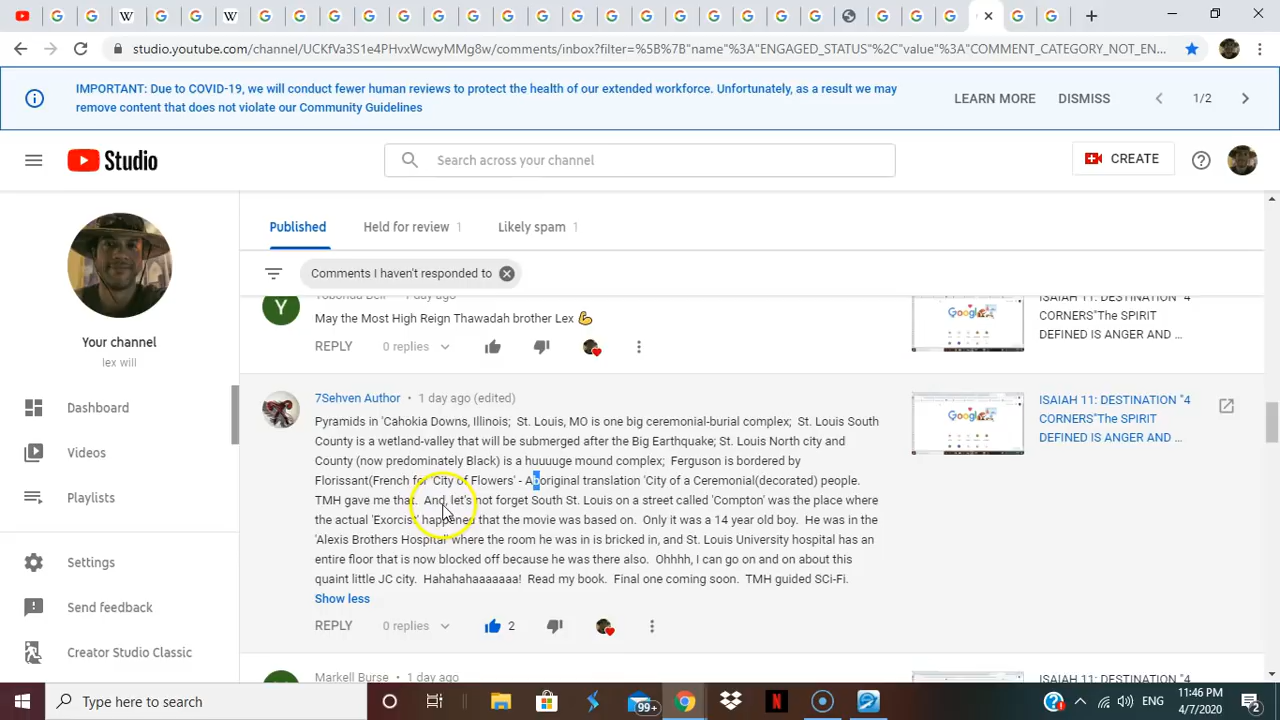 studio.youtube.com/channel/UCKfVa3S1e4PHvxWcwyMMg8w/comments/inbox?filter=%5B%7B"name"%3A"ENGAGED_STATUS"%2C"value"%3A"COMMENT_CATEGORY_NOT_EN...
IMPORTANT: Due to COVID-19, we will conduct fewer human reviews to protect the health of our extended workforce. Unfortunately, as a result we may
remove content that does not violate our Community Guidelines
LEARN MORE
DISMISS
1/2
Studio
Search across your channel
CREATE
Published
Held for review 1
Likely spam 1
Comments I haven't responded to
Your channel
lex will
Dashboard
Videos
Playlists
Settings
Send feedback
Creator Studio Classic
Y
May the Most High Reign Thawadah brother Lex 💪
REPLY
0 replies
ISAIAH 11: DESTINATION "4
CORNERS"The SPIRIT
DEFINED IS ANGER AND ...
7Sehven Author • 1 day ago (edited)
Pyramids in 'Cahokia Downs, Illinois; St. Louis, MO is one big ceremonial-burial complex; St. Louis South
County is a wetland-valley that will be submerged after the Big Earthquake; St. Louis North city and
County (now predominately Black) is a huuuuge mound complex; Ferguson is bordered by
Florissant(French for 'City of Flowers' - Aboriginal translation 'City of a Ceremonial(decorated) people.
TMH gave me that. And, let's not forget South St. Louis on a street called 'Compton' was the place where
the actual 'Exorcist' happened that the movie was based on. Only it was a 14 year old boy. He was in the
'Alexis Brothers Hospital' where the room he was in is bricked in, and St. Louis University hospital has an
entire floor that is now blocked off because he was there also. Ohhhh, I can go on and on about this
quaint little JC city. Hahahahaaaaaaa! Read my book. Final one coming soon. TMH guided SCi-Fi.
Show less
REPLY
0 replies
2
ISAIAH 11: DESTINATION "4
CORNERS"The SPIRIT
DEFINED IS ANGER AND ...
Markell Burse • 1 day ago
ISAIAH 11: DESTINATION "4
Type here to search
99+
ENG
11:46 PM
4/7/2020
2